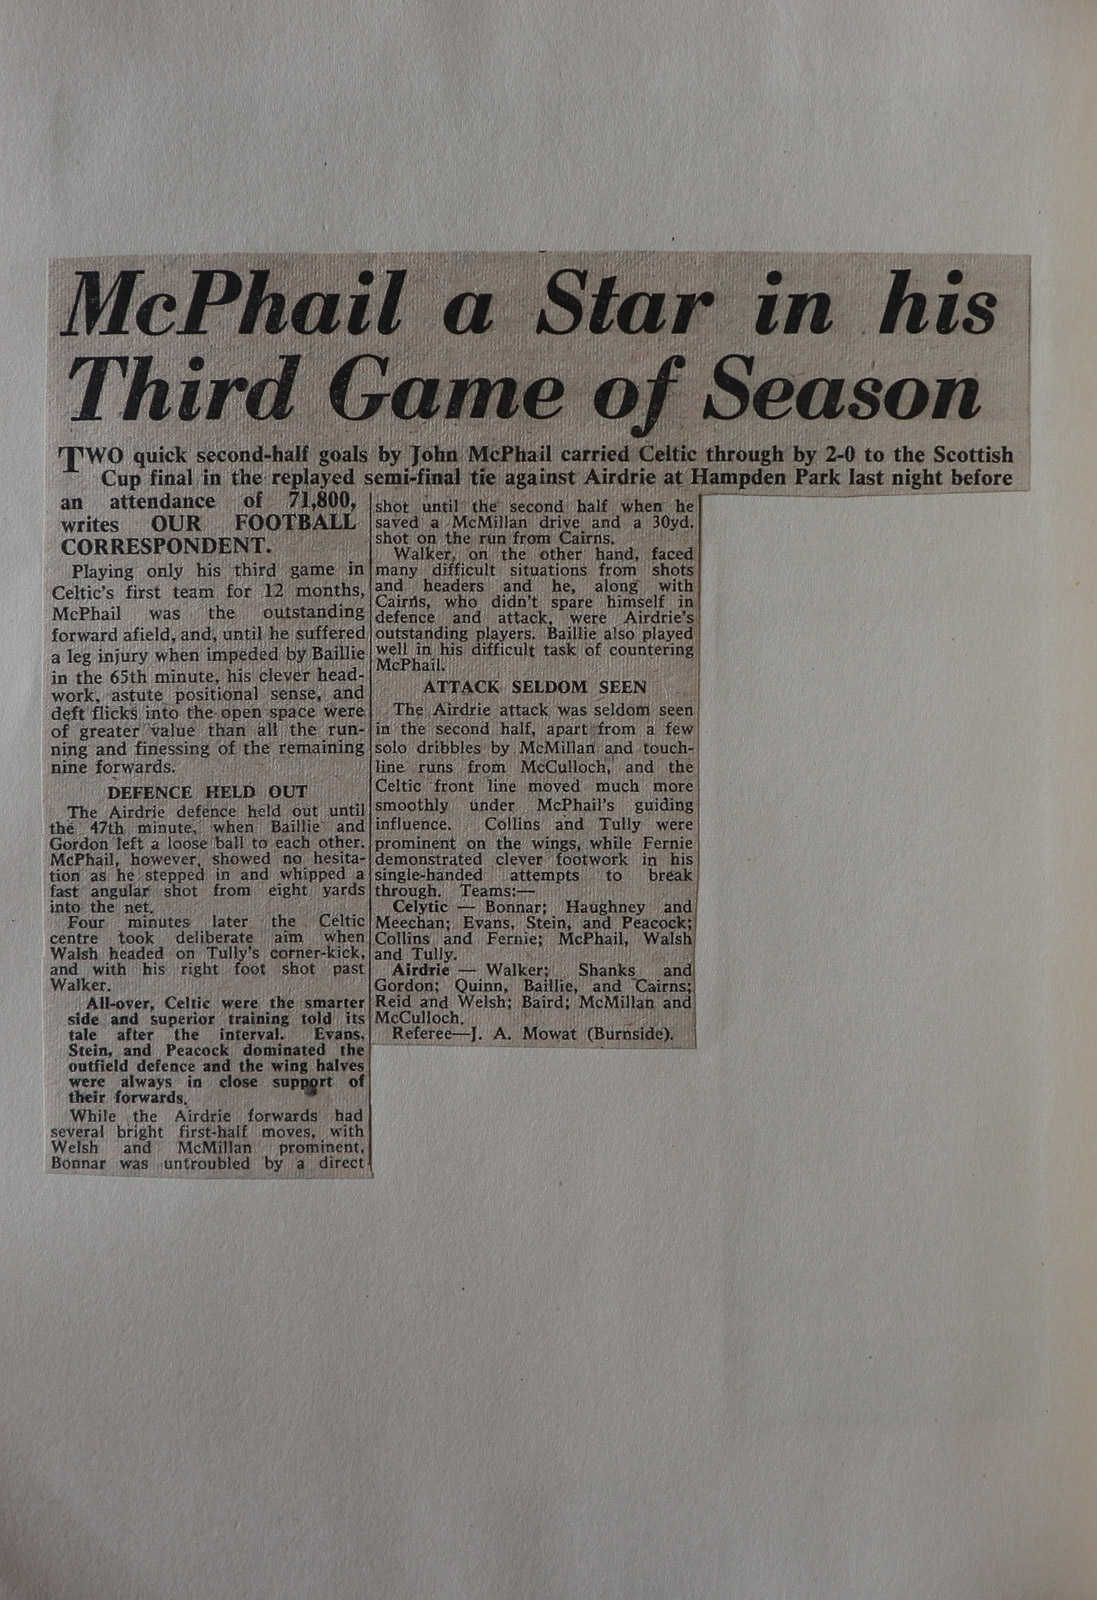 McPhail a Star in his
Third Game of Season
TWO quick second-half goals by John McPhail carried Celtic through by 2-0 to the Scottish
Cup final in the replayed semi-final tie against Airdrie at Hampden Park last night before
an attendance of 71,800,
writes OUR FOOTBALL
CORRESPONDENT.
Playing only his third game in
Celtic's first team for 12 months,
McPhail was the outstanding
forward afield, and, until he suffered
a leg injury when impeded by Baillie
in the 65th minute, his clever head-
work, astute positional sense, and
deft flicks into the open space were
of greater value than all the run-
ning and finessing of the remaining
nine forwards.
DEFENCE HELD OUT
The Airdrie defence held out until
the 47th minute, when Baillie and
Gordon left a loose ball to each other.
McPhail, however, showed no hesita-
tion as he stepped in and whipped a
fast angular shot from eight yards
into the net.
Four minutes later the Celtic
centre took deliberate aim when
Walsh headed on Tully's corner-kick,
and with his right foot shot past
Walker.
All-over, Celtic were the smarter
side and superior training told its
tale after the interval. Evans,
Stein, and Peacock dominated the
outfield defence and the wing halves
were always in close support of
their forwards.
While the Airdrie forwards had
several bright first-half moves, with
Welsh and McMillan prominent,
Bonnar was untroubled by a direct
shot until the second half when he
saved a McMillan drive and a 30yd.
shot on the run from Cairns.
Walker, on the other hand, faced
many difficult situations from shots
and headers and he, along with
Cairns, who didn't spare himself in
defence and attack, were Airdrie's
outstanding players. Baillie also played
well in his difficult task of countering
McPhail.
ATTACK SELDOM SEEN
The Airdrie attack was seldom seen
in the second half, apart from a few
solo dribbles by McMillan and touch-
line runs from McCulloch, and the
Celtic front line moved much more
smoothly under McPhail's guiding
influence. Collins and Tully were
prominent on the wings, while Fernie
demonstrated clever footwork in his
single-handed attempts to break
through. Teams:—
Celytic — Bonnar; Haughney and
Meechan; Evans, Stein, and Peacock;
Collins and Fernie; McPhail, Walsh
and Tully.
Airdrie — Walker; Shanks and
Gordon; Quinn, Baillie, and Cairns;
Reid and Welsh; Baird; McMillan and
McCulloch.
Referee—J. A. Mowat (Burnside).